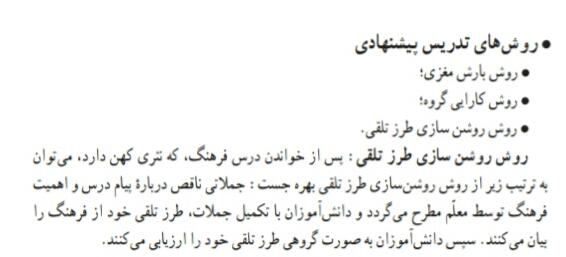 • روش‌های تدریس پیشنهادی
• روش بارش مغزی؛
• روش کارایی گروه؛
• روش روشن سازی طرز تلقی.
روش روشن سازی طرز تلقی : پس از خواندن درس فرهنگ، که نثری کهن دارد، می‌توان
به ترتیب زیر از روش روشن‌سازی طرز تلقی بهره جست : جملاتی ناقص دربارهٔ پیام درس و اهمیت
فرهنگ توسط معلّم مطرح می‌گردد و دانش‌آموزان با تکمیل جملات، طرز تلقی خود از فرهنگ را
بیان می‌کنند. سپس دانش‌آموزان به صورت گروهی طرز تلقی خود را ارزیابی می‌کنند.